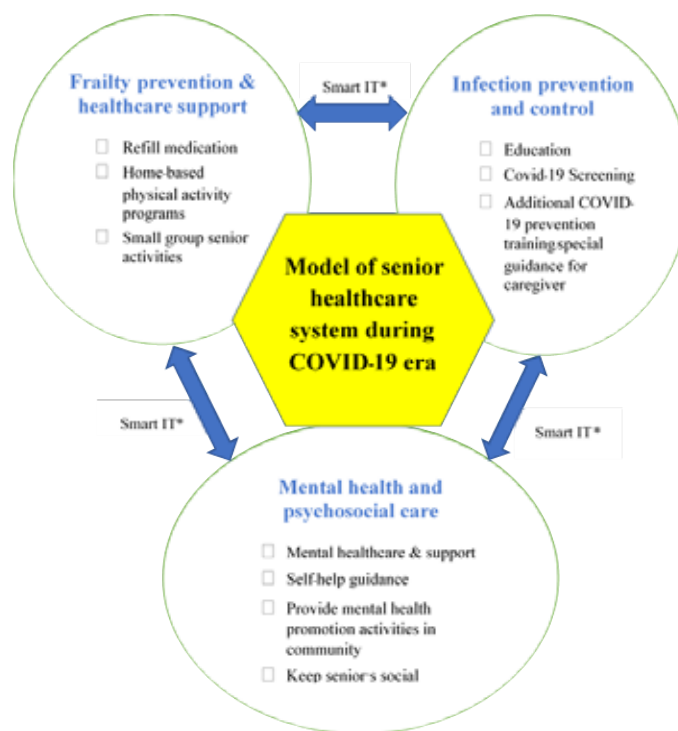 Frailty prevention &
healthcare support
☐ Refill medication
☐ Home-based
physical activity
programs
☐ Small group senior
activities
Smart IT*
Infection prevention
and control
☐ Education
☐ Covid-19 Screening
☐ Additional COVID-
19 prevention
training special
guidance for
caregiver
Model of senior
healthcare
system during
COVID-19 era
Smart IT*
Smart IT*
Mental health and
psychosocial care
☐ Mental healthcare & support
☐ Self-help guidance
☐ Provide mental health
promotion activities in
community
☐ Keep senior's social